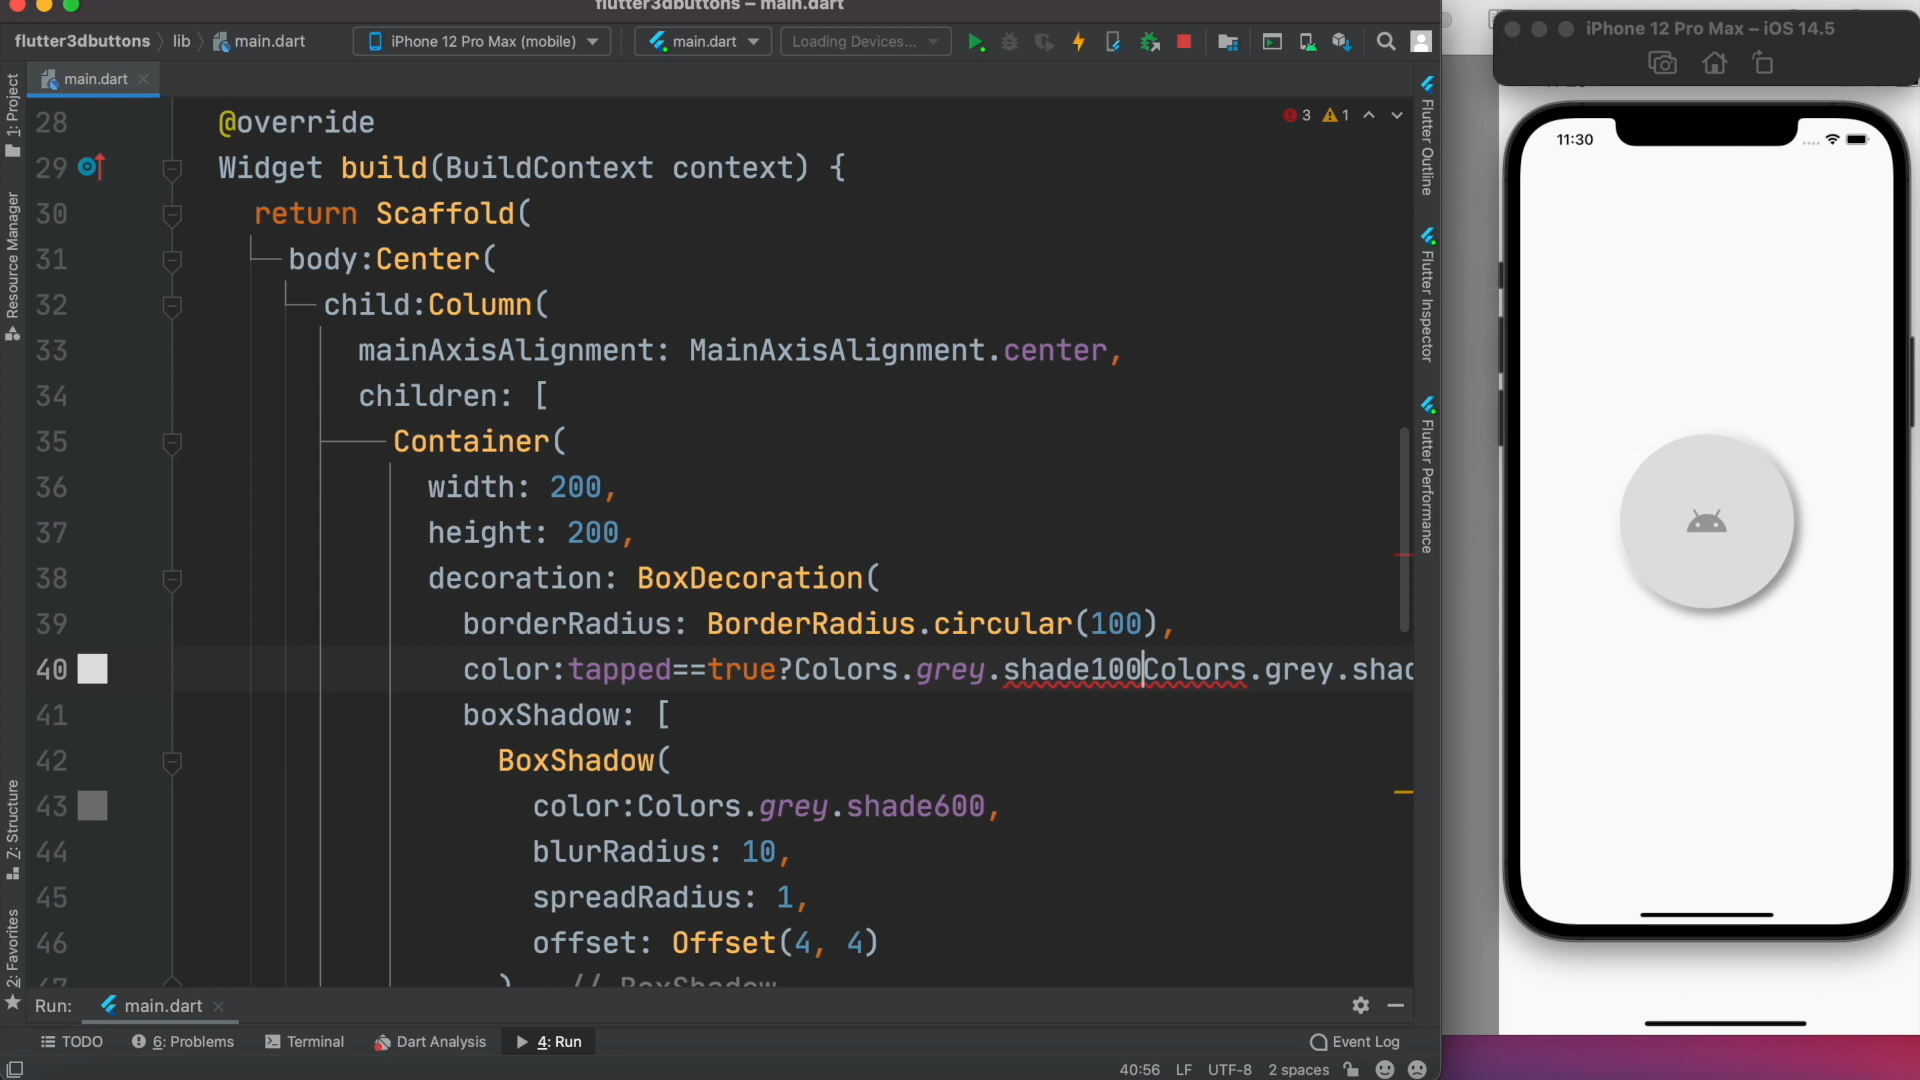 flutter3dbuttons – main.dart
flutter3dbuttons
lib
main.dart
iPhone 12 Pro Max (mobile)
main.dart
Loading Devices...
main.dart
1: Project
Resource Manager
Z: Structure
2: Favorites
28 @override
29 Widget build(BuildContext context) {
30 return Scaffold(
31 body:Center(
32 child:Column(
33 mainAxisAlignment: MainAxisAlignment.center,
34 children: [
35 Container(
36 width: 200,
37 height: 200,
38 decoration: BoxDecoration(
39 borderRadius: BorderRadius.circular(100),
40 color:tapped==true?Colors.grey.shade100Colors.grey.shad
41 boxShadow: [
42 BoxShadow(
43 color:Colors.grey.shade600,
44 blurRadius: 10,
45 spreadRadius: 1,
46 offset: Offset(4, 4)
47 ) // BoxShadow
3 1
Flutter Outline
Flutter Inspector
Flutter Performance
Run: main.dart
TODO
6: Problems
Terminal
Dart Analysis
4: Run
Event Log
40:56 LF UTF-8 2 spaces
iPhone 12 Pro Max – iOS 14.5
11:30